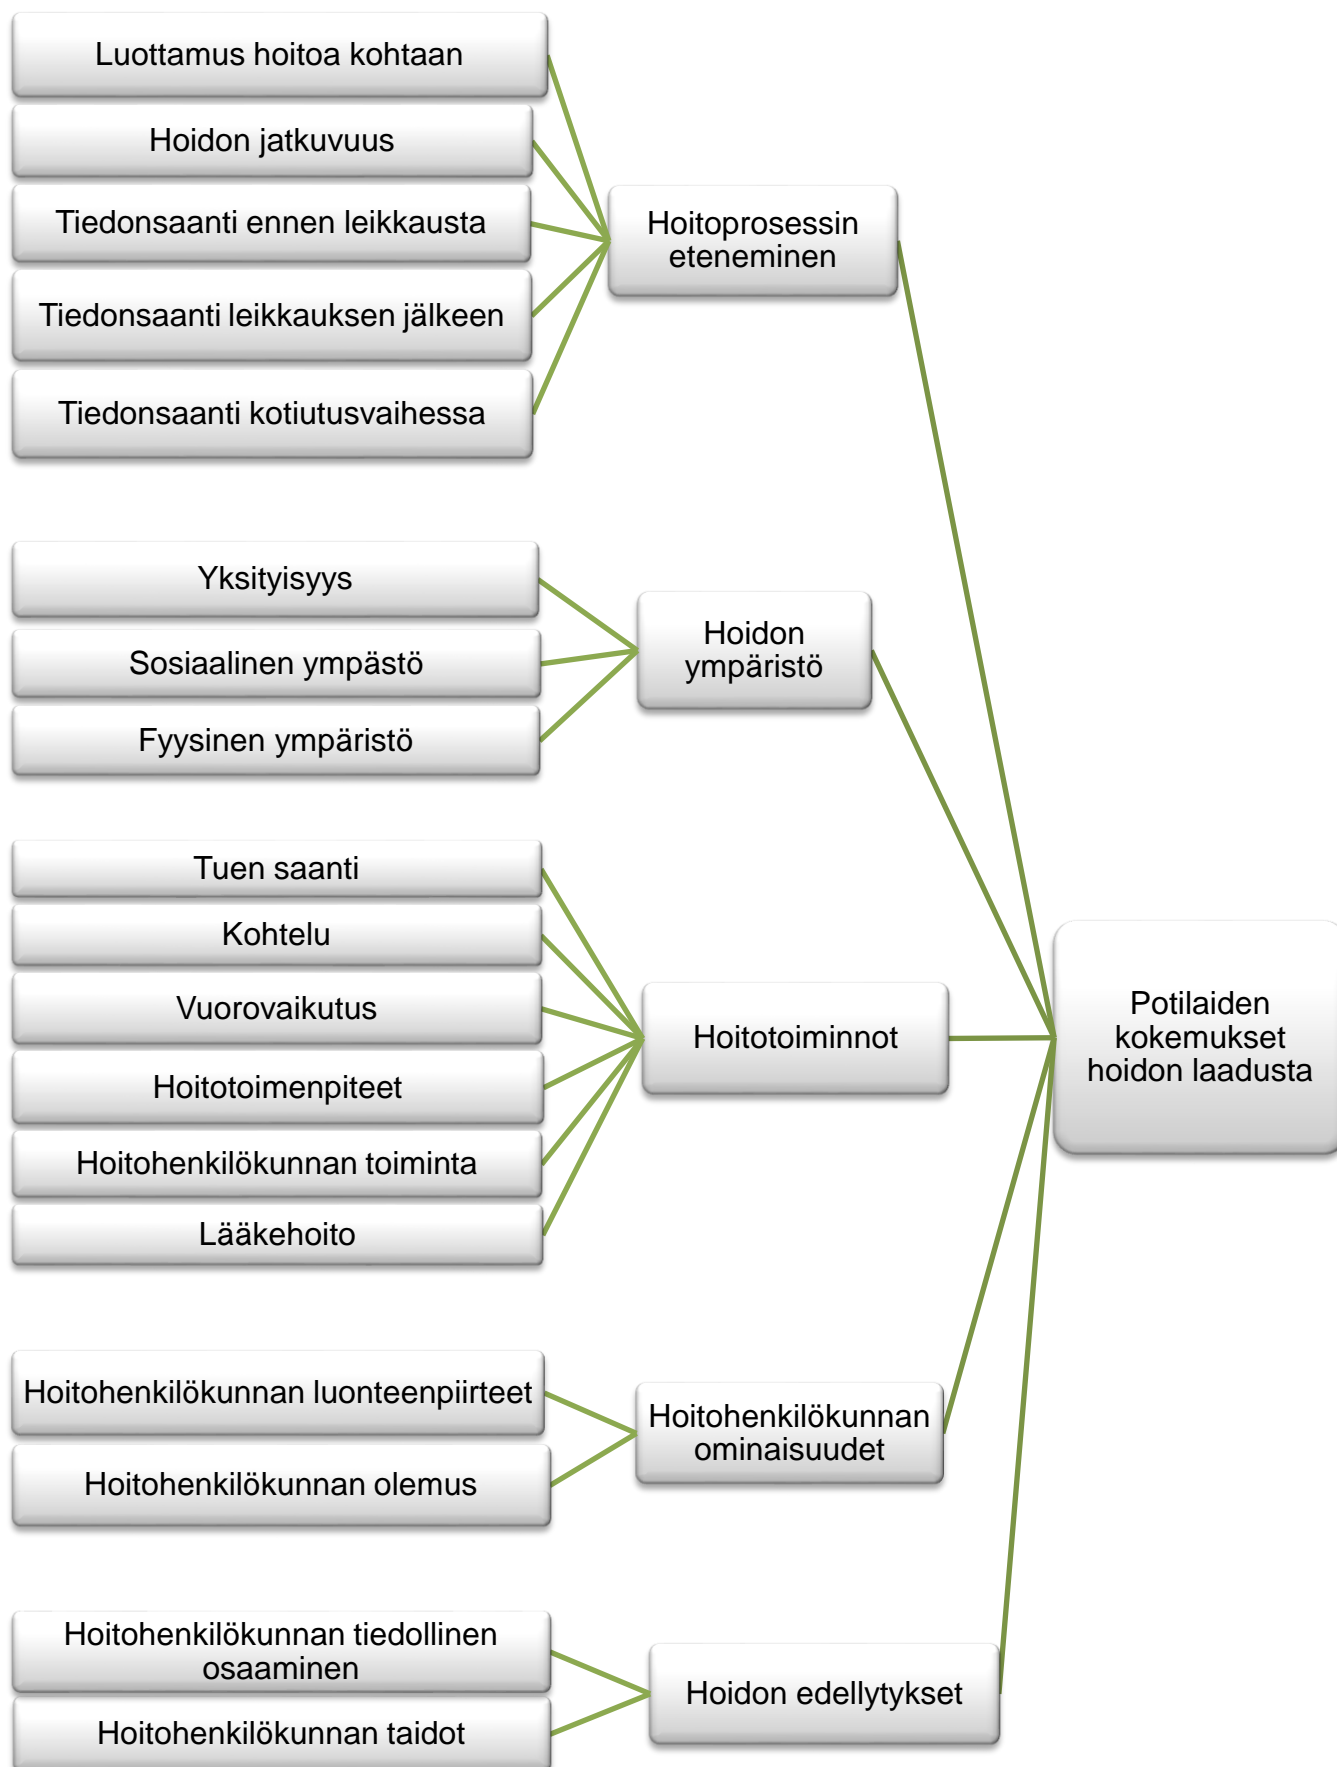 Luottamus hoitoa kohtaan
Hoidon jatkuvuus
Tiedonsaanti ennen leikkausta
Tiedonsaanti leikkauksen jälkeen
Tiedonsaanti kotiutusvaihessa
Hoitoprosessin
eteneminen
Yksityisyys
Sosiaalinen ympästö
Fyysinen ympäristö
Hoidon
ympäristö
Tuen saanti
Kohtelu
Vuorovaikutus
Hoitotoimenpiteet
Hoitohenkilökunnan toiminta
Lääkehoito
Hoitotoiminnot
Hoitohenkilökunnan luonteenpiirteet
Hoitohenkilökunnan olemus
Hoitohenkilökunnan
ominaisuudet
Hoitohenkilökunnan tiedollinen
osaaminen
Hoitohenkilökunnan taidot
Hoidon edellytykset
Potilaiden
kokemukset
hoidon laadusta